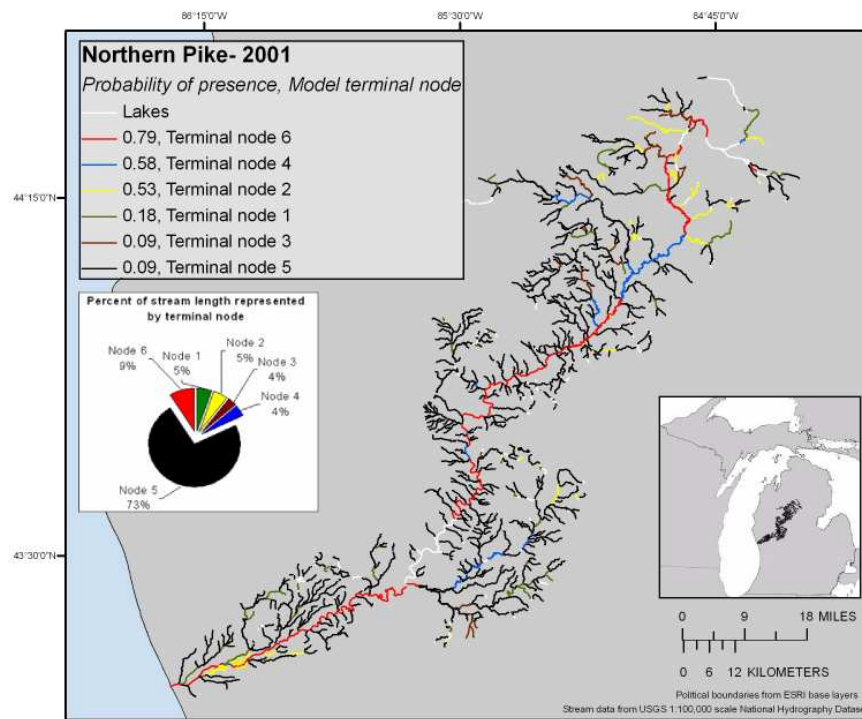 86°15'0"W 85°30'0"W 84°45'0"W
Northern Pike- 2001
Probability of presence, Model terminal node
Lakes
0.79, Terminal node 6
0.58, Terminal node 4
0.53, Terminal node 2
0.18, Terminal node 1
0.09, Terminal node 3
0.09, Terminal node 5
44°15'0"N
Percent of stream length represented
by terminal node
Node 6
9%
Node 1
5%
Node 2
5%
Node 3
4%
Node 4
4%
Node 5
73%
43°30'0"N
0 9 18 MILES
0 6 12 KILOMETERS
Political boundaries from ESRI base layers
Stream data from USGS 1:100,000 scale National Hydrography Datase